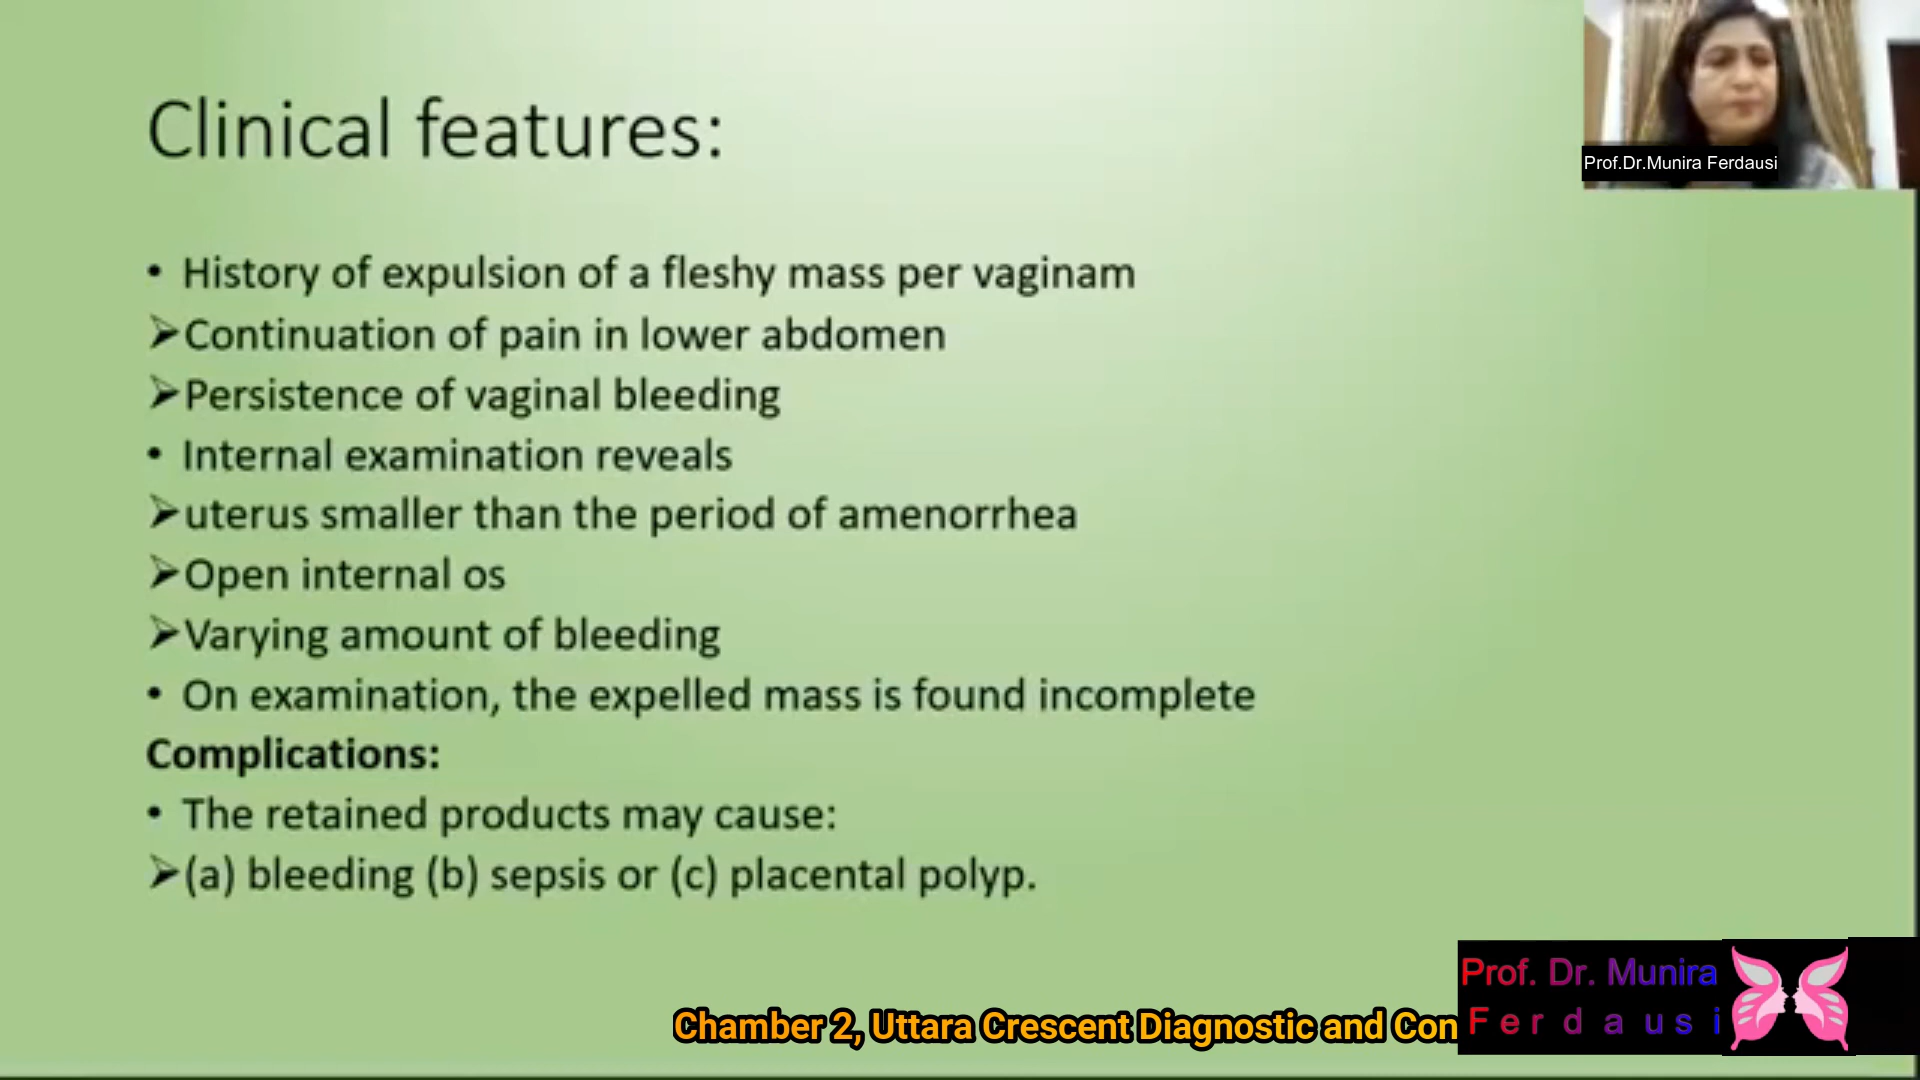 Clinical features:
Prof.Dr.Munira Ferdausi
• History of expulsion of a fleshy mass per vaginam
➢Continuation of pain in lower abdomen
➢Persistence of vaginal bleeding
• Internal examination reveals
➢uterus smaller than the period of amenorrhea
➢Open internal os
➢Varying amount of bleeding
• On examination, the expelled mass is found incomplete
Complications:
• The retained products may cause:
➢(a) bleeding (b) sepsis or (c) placental polyp.
Prof. Dr. Munira
Ferdausi
Chamber 2, Uttara Crescent Diagnostic and Con